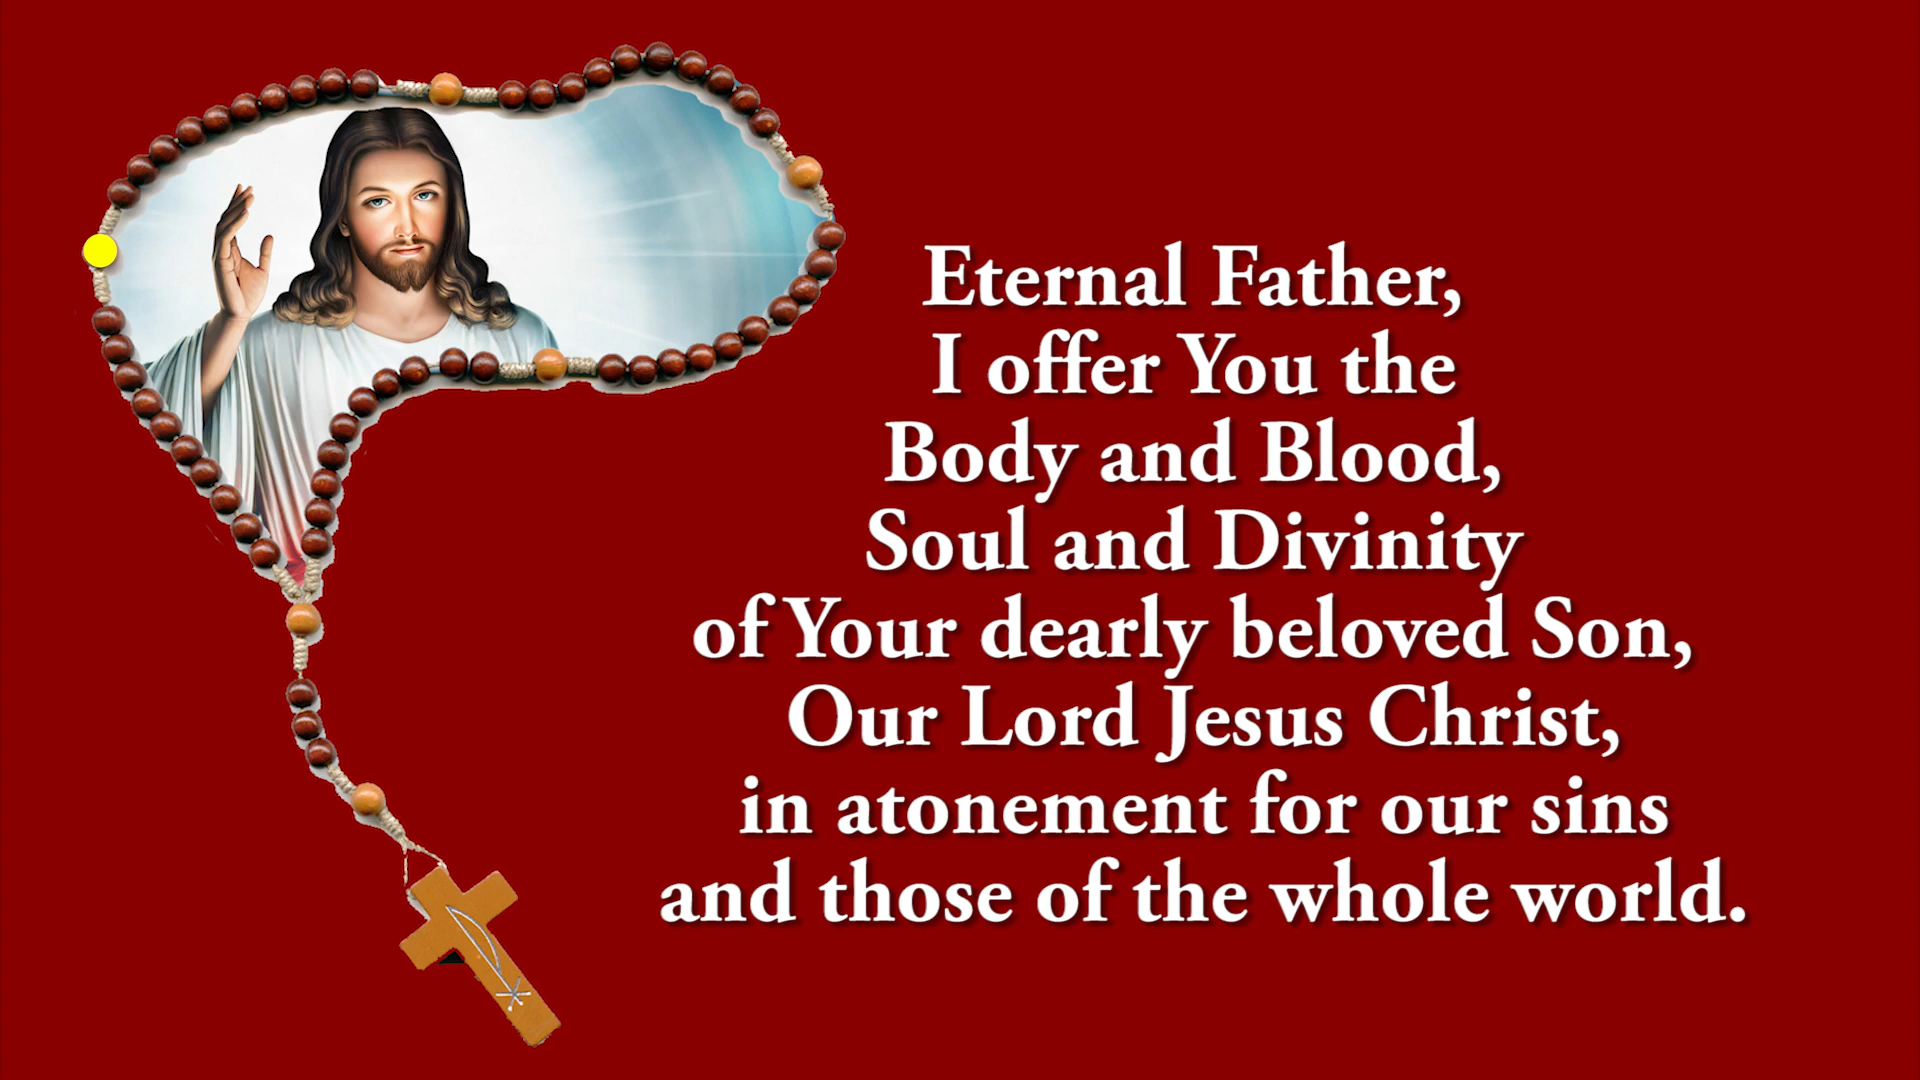 Eternal Father,
I offer You the
Body and Blood,
Soul and Divinity
of Your dearly beloved Son,
Our Lord Jesus Christ,
in atonement for our sins
and those of the whole world.